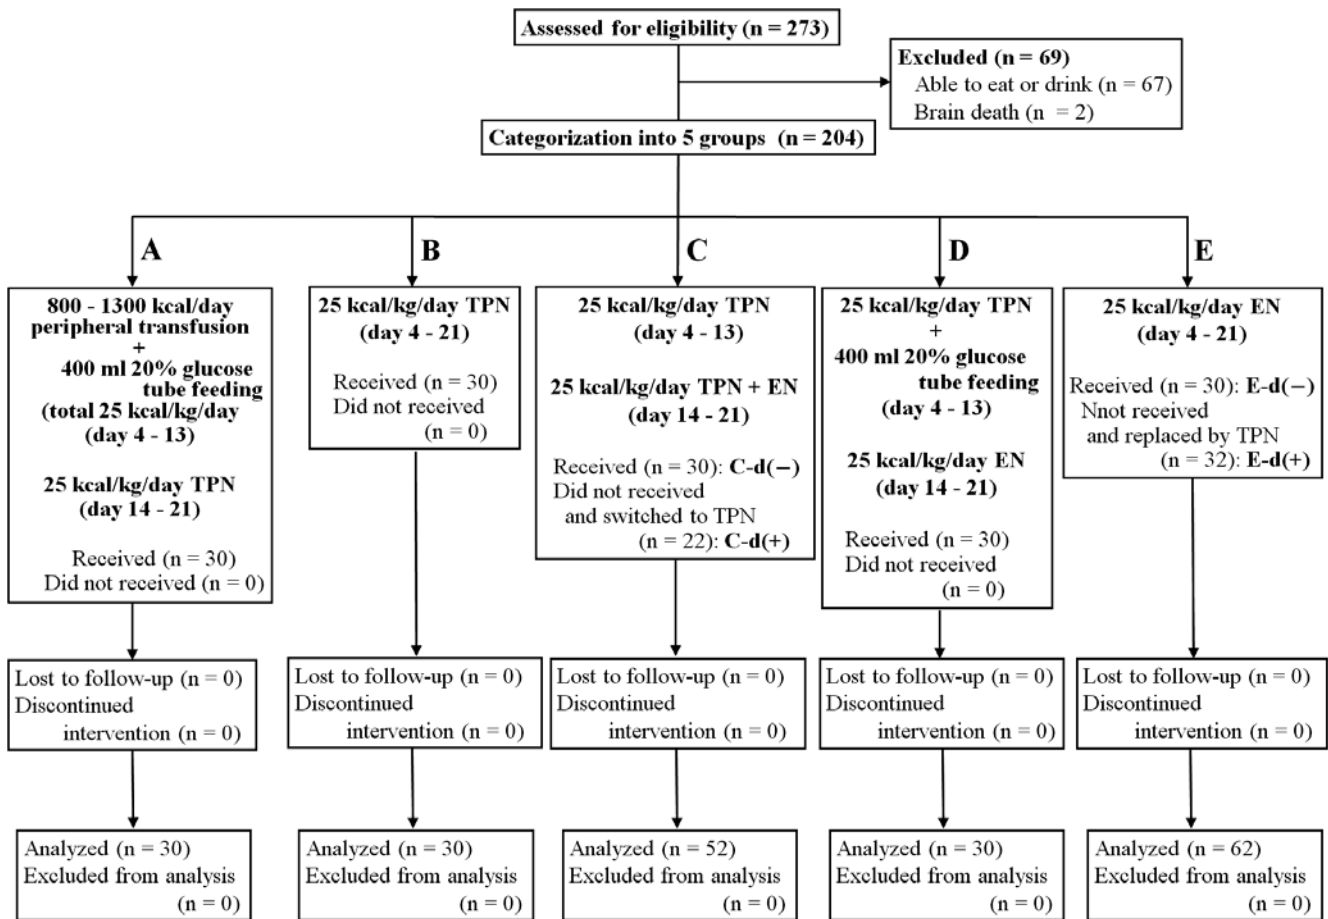 Assessed for eligibility (n = 273)
Excluded (n = 69)
Able to eat or drink (n = 67)
Brain death (n = 2)
Categorization into 5 groups (n = 204)
A
800 - 1300 kcal/day
peripheral transfusion
+
400 ml 20% glucose
tube feeding
(total 25 kcal/kg/day
(day 4 - 13)
25 kcal/kg/day TPN
(day 14 - 21)
Received (n = 30)
Did not received (n = 0)
B
25 kcal/kg/day TPN
(day 4 - 21)
Received (n = 30)
Did not received
(n = 0)
C
25 kcal/kg/day TPN
(day 4 - 13)
25 kcal/kg/day TPN + EN
(day 14 - 21)
Received (n = 30): C-d(−)
Did not received
and switched to TPN
(n = 22): C-d(+)
D
25 kcal/kg/day TPN
+
400 ml 20% glucose
tube feeding
(day 4 - 13)
25 kcal/kg/day EN
(day 14 - 21)
Received (n = 30)
Did not received
(n = 0)
E
25 kcal/kg/day EN
(day 4 - 21)
Received (n = 30): E-d(−)
Nnot received
and replaced by TPN
(n = 32): E-d(+)
Lost to follow-up (n = 0)
Discontinued
intervention (n = 0)
Lost to follow-up (n = 0)
Discontinued
intervention (n = 0)
Lost to follow-up (n = 0)
Discontinued
intervention (n = 0)
Lost to follow-up (n = 0)
Discontinued
intervention (n = 0)
Lost to follow-up (n = 0)
Discontinued
intervention (n = 0)
Analyzed (n = 30)
Excluded from analysis
(n = 0)
Analyzed (n = 30)
Excluded from analysis
(n = 0)
Analyzed (n = 52)
Excluded from analysis
(n = 0)
Analyzed (n = 30)
Excluded from analysis
(n = 0)
Analyzed (n = 62)
Excluded from analysis
(n = 0)